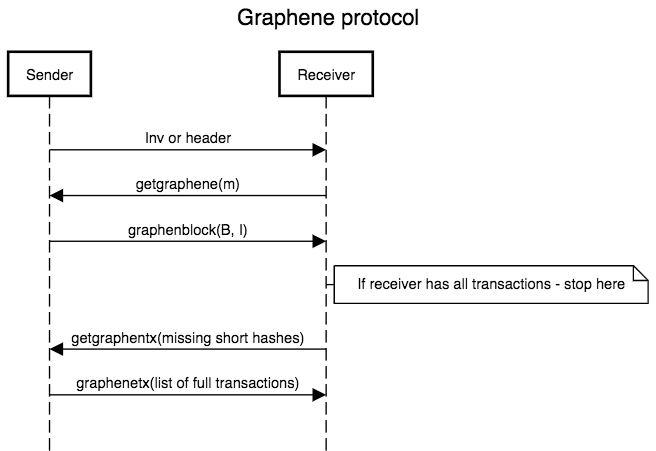 Graphene protocol
Sender
Receiver
Inv or header
getgraphene(m)
graphenblock(B, I)
If receiver has all transactions - stop here
getgraphentx(missing short hashes)
graphenetx(list of full transactions)